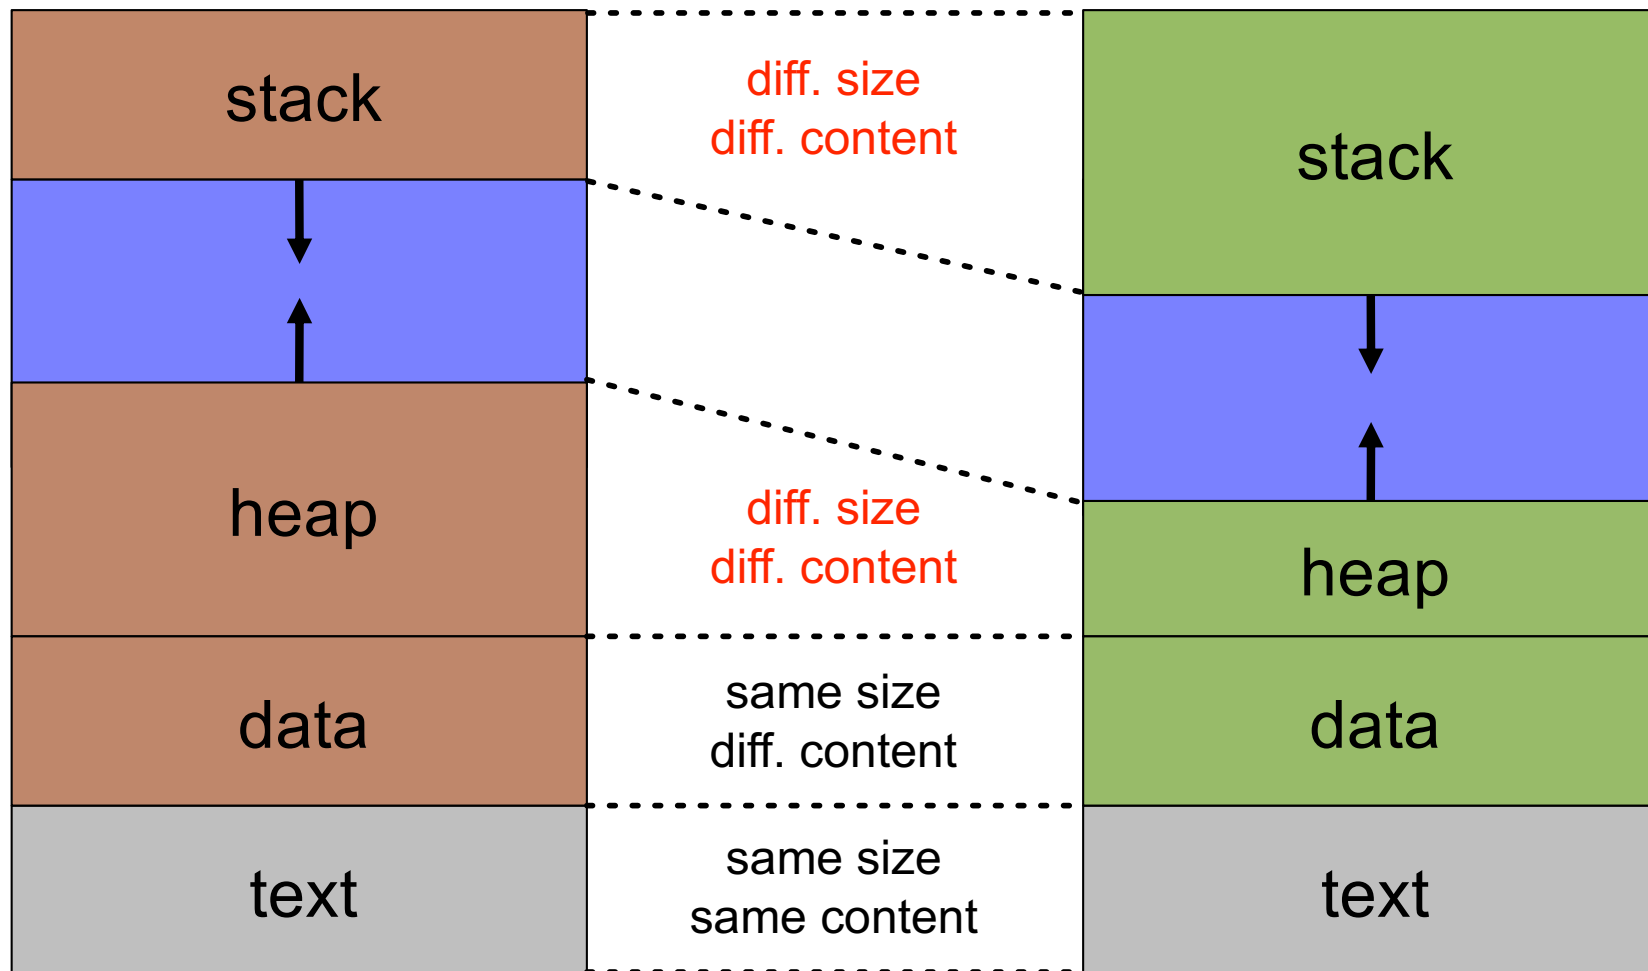 stack
heap
data
text
diff. size
diff. content
diff. size
diff. content
same size
diff. content
same size
same content
stack
heap
data
text